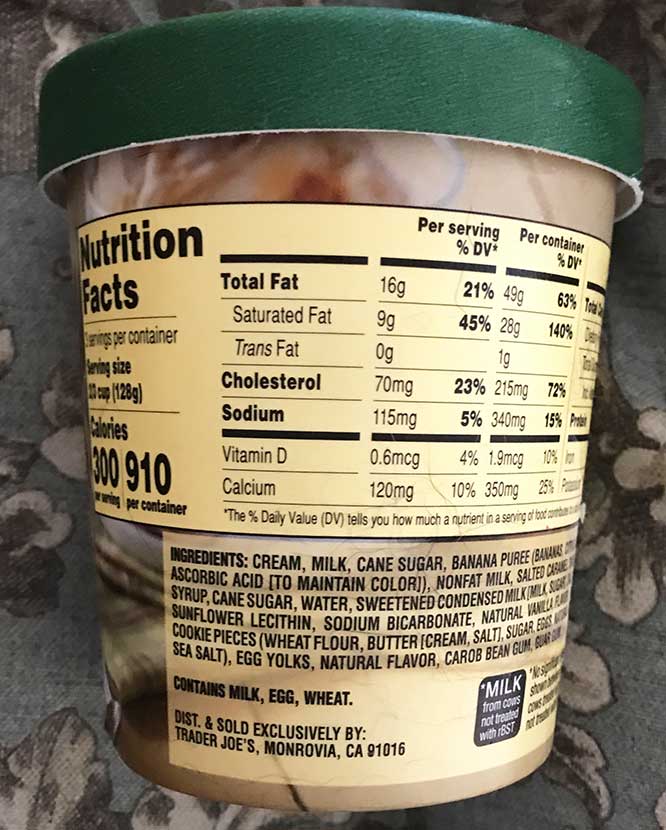 Nutrition
Facts
servings per container
Serving size
cup (128g)
Calories
300 910
per serving per container
Per serving Per container
% DV* % DV*
Total Fat 16g 21% 49g 63% Total
Saturated Fat 9g 45% 28g 140%
Trans Fat 0g 1g
Cholesterol 70mg 23% 215mg 72%
Sodium 115mg 5% 340mg 15% Protein
Vitamin D 0.6mcg 4% 1.9mcg 10% Iron
Calcium 120mg 10% 350mg 25%
*The % Daily Value (DV) tells you how much a nutrient in a serving of food
INGREDIENTS: CREAM, MILK, CANE SUGAR, BANANA PUREE (BANANAS,
ASCORBIC ACID [TO MAINTAIN COLOR]), NONFAT MILK, SALTED CARAMEL
SYRUP, CANE SUGAR, WATER, SWEETENED CONDENSED MILK [MILK, SUGAR],
SUNFLOWER LECITHIN, SODIUM BICARBONATE, NATURAL VANILLA
COOKIE PIECES (WHEAT FLOUR, BUTTER [CREAM, SALT], SUGAR, EGGS,
SEA SALT), EGG YOLKS, NATURAL FLAVOR, CAROB BEAN GUM, GUAR GUM.
CONTAINS MILK, EGG, WHEAT.
DIST. & SOLD EXCLUSIVELY BY:
TRADER JOE'S, MONROVIA, CA 91016
*MILK
from cows
not treated
with rBST
*No
shown
cows
not